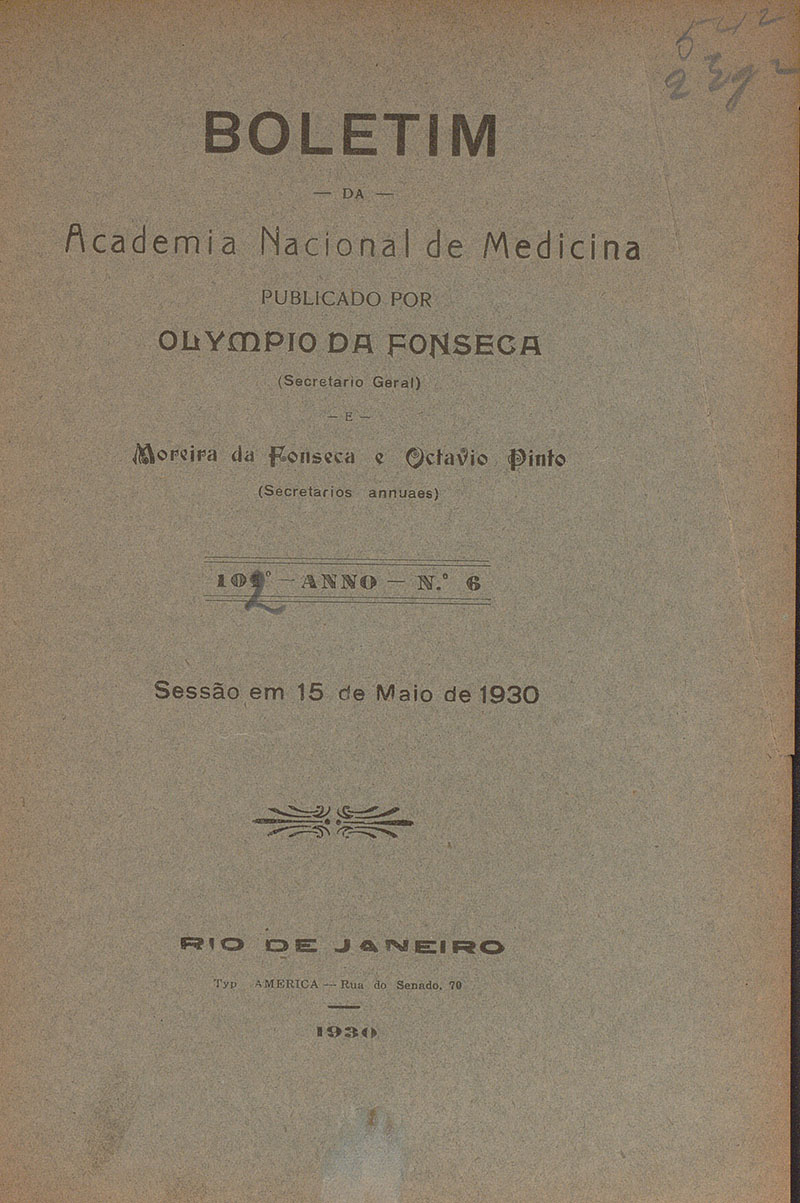 BOLETIM
— DA —
Academia Nacional de Medicina
PUBLICADO POR
OLYMPIO DA FONSECA
(Secretario Geral)
— E —
Moreira da Fonseca e Octavio Pinto
(Secretarios annuaes)
102º — ANNO — N.º 6
Sessão em 15 de Maio de 1930
RIO DE JANEIRO
Typ AMERICA — Rua do Senado, 70
1930